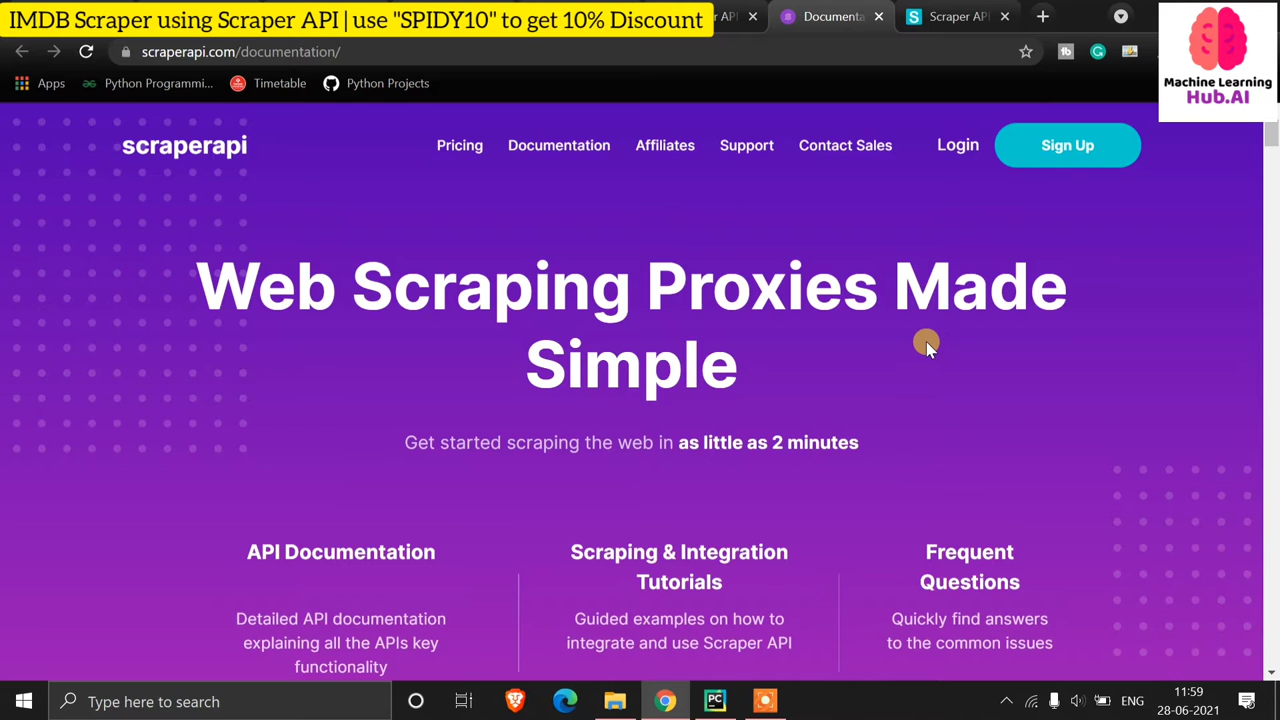 IMDB Scraper using Scraper API | use "SPIDY10" to get 10% Discount
API
Documenta
Scraper API
scraperapi.com/documentation/
Apps
Python Programmi...
Timetable
Python Projects
Machine Learning
Hub.AI
scraperapi
Pricing
Documentation
Affiliates
Support
Contact Sales
Login
Sign Up
Web Scraping Proxies Made
Simple
Get started scraping the web in as little as 2 minutes
API Documentation
Detailed API documentation
explaining all the APIs key
functionality
Scraping & Integration
Tutorials
Guided examples on how to
integrate and use Scraper API
Frequent
Questions
Quickly find answers
to the common issues
Type here to search
ENG
11:59
28-06-2021